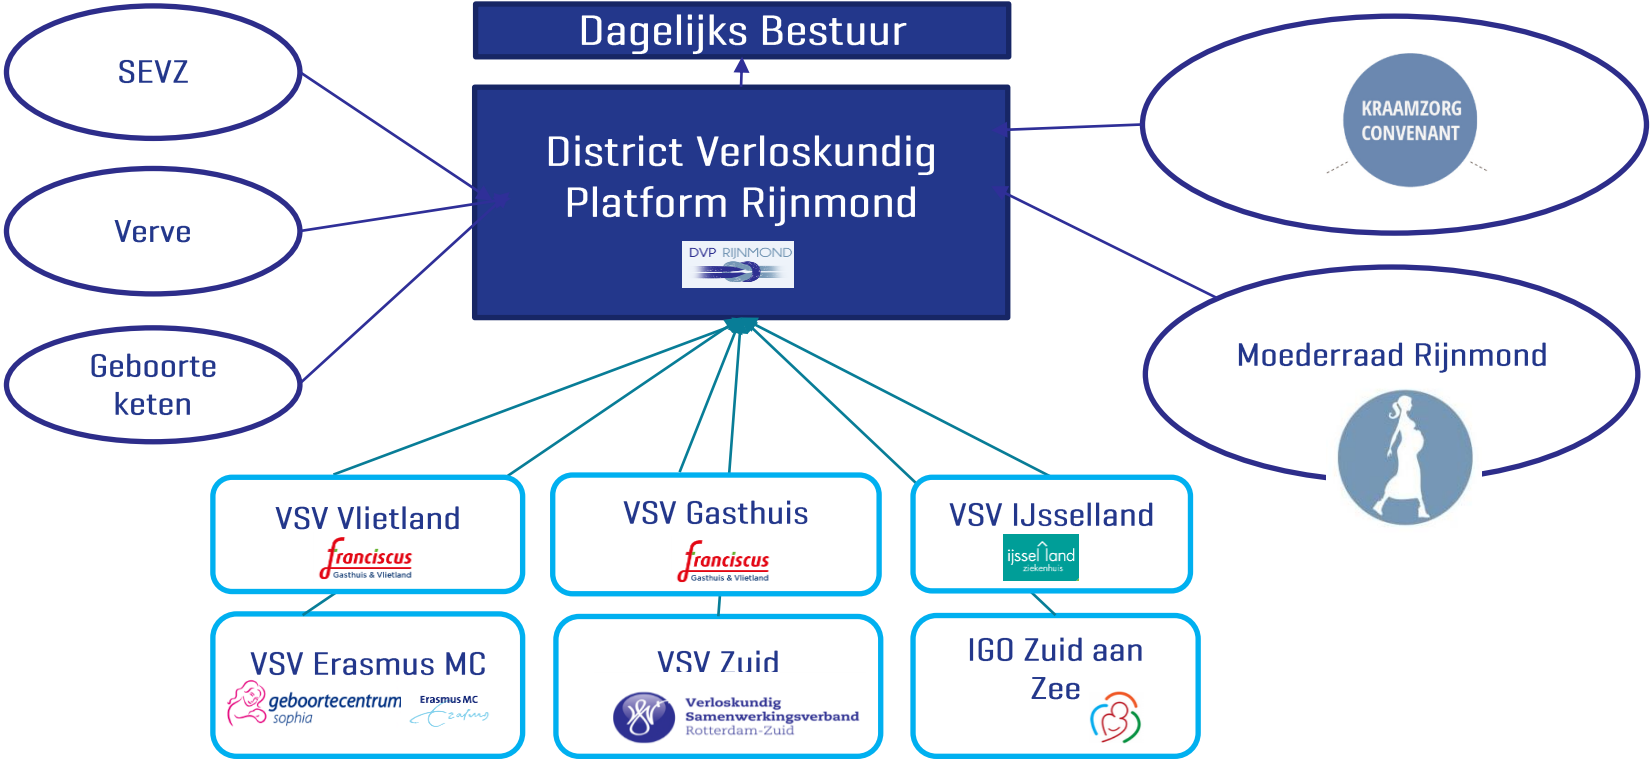 Dagelijks Bestuur
SEVZ
Verve
Geboorte
keten
District Verloskundig
Platform Rijnmond
DVP RIJNMOND
KRAAMZORG
CONVENANT
Moederraad Rijnmond
VSV Vlietland
franciscus
Gasthuis & Vlietland
VSV Gasthuis
franciscus
Gasthuis & Vlietland
VSV IJsselland
ijsselland
ziekenhuis
VSV Erasmus MC
geboortecentrum
sophia
Erasmus MC
Erasmus
VSV Zuid
Verloskundig
Samenwerkingsverband
Rotterdam-Zuid
IGO Zuid aan
Zee